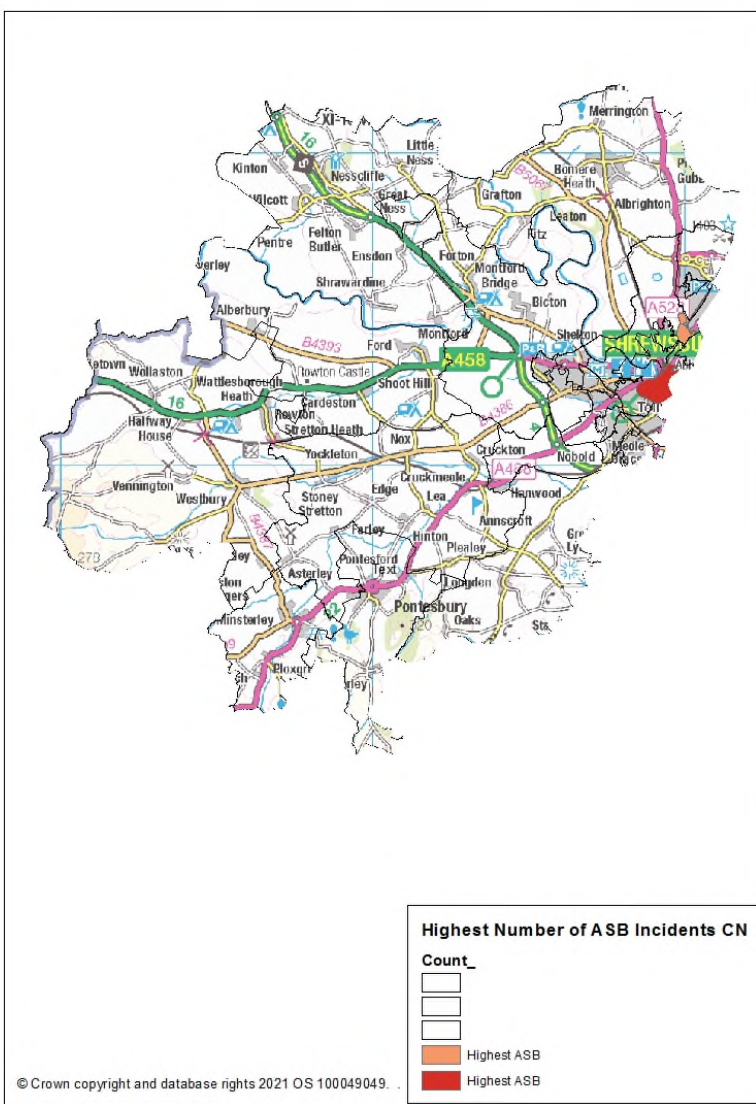 Merrington
Little
Ness
Kinton
Nesscliffe
Bomere
Heath
Wilcott
Great
Ness
Grafton
Albrighton
Leaton
Felton
Butler
Fitz
Pentre
Ensdon
Forton
Shrawardine
Montford
Bridge
Bicton
Alberbury
B4393
Ford
Montford
Shelton
A458
Wollaston
Rowton Castle
Wattlesborough
Heath
Cardeston
Shoot Hill
16
Halfway
House
Rowton
Stretton Heath
B4386
Nox
Yockleton
Cruckton
Nobold
Vennington
Westbury
Cruckmeole
Stoney
Stretton
Edge
Lea
Hanwood
Annscroft
Farley
Hinton
Plealey
Asterley
Pontesford
Text
Longden
Minsterley
Pontesbury
Oaks
Highest Number of ASB Incidents CN
Count_
Highest ASB
Highest ASB
© Crown copyright and database rights 2021 OS 100049049. .